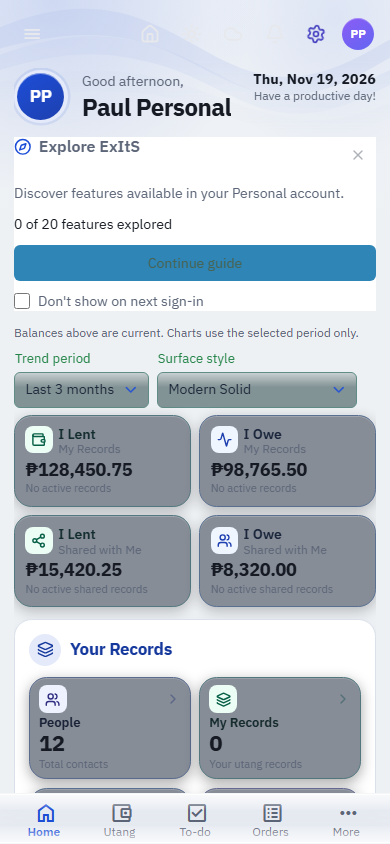 PP
PP
Good afternoon,
Paul Personal
Thu, Nov 19, 2026
Have a productive day!
Explore ExItS
Discover features available in your Personal account.
0 of 20 features explored
Continue guide
Don't show on next sign-in
Balances above are current. Charts use the selected period only.
Trend period
Surface style
Last 3 months
Modern Solid
I Lent
My Records
₱128,450.75
No active records
I Owe
My Records
₱98,765.50
No active records
I Lent
Shared with Me
₱15,420.25
No active shared records
I Owe
Shared with Me
₱8,320.00
No active shared records
Your Records
People
12
Total contacts
My Records
0
Your utang records
Home
Utang
To-do
Orders
More